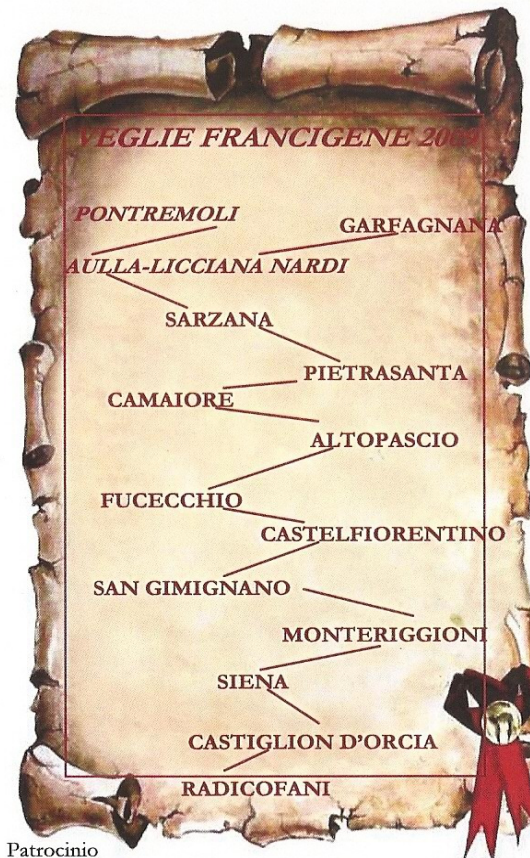 VEGLIE FRANCIGENE 2009
PONTREMOLI
GARFAGNANA
AULLA-LICCIANA NARDI
SARZANA
PIETRASANTA
CAMAIORE
ALTOPASCIO
FUCECCHIO
CASTELFIORENTINO
SAN GIMIGNANO
MONTERIGGIONI
SIENA
CASTIGLION D'ORCIA
RADICOFANI
Patrocinio